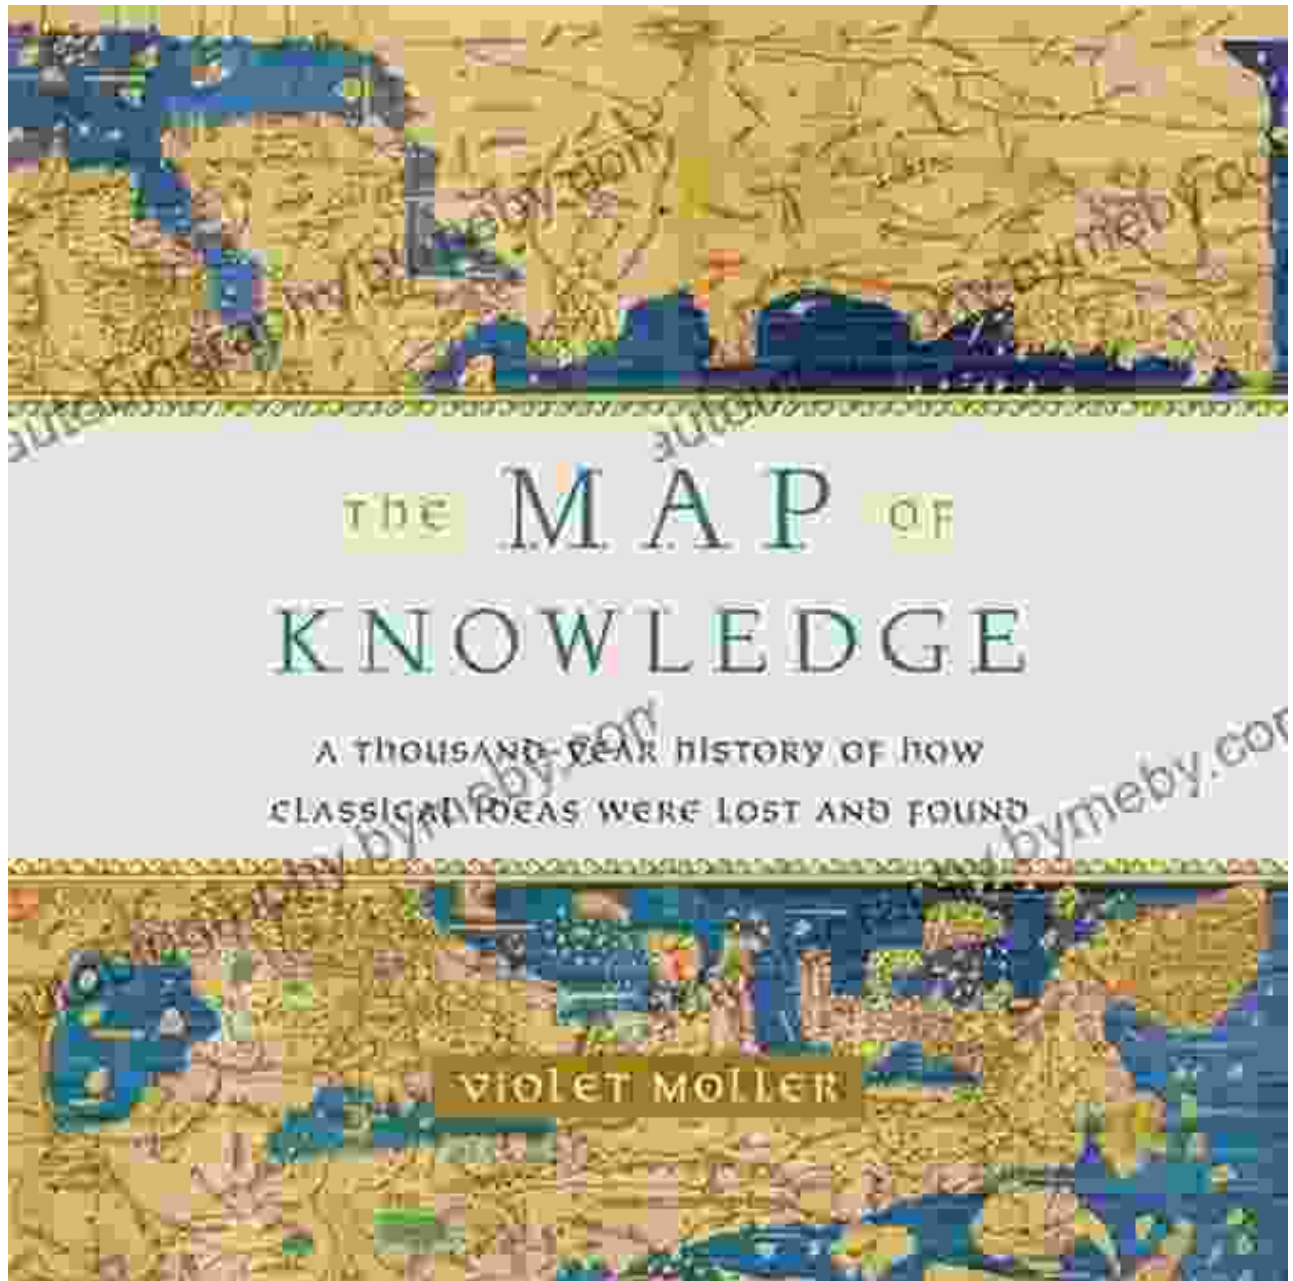 THE MAP OF
KNOWLEDGE
A THOUSAND-YEAR HISTORY OF HOW
CLASSICAL IDEAS WERE LOST AND FOUND
VIOLET MOLLER